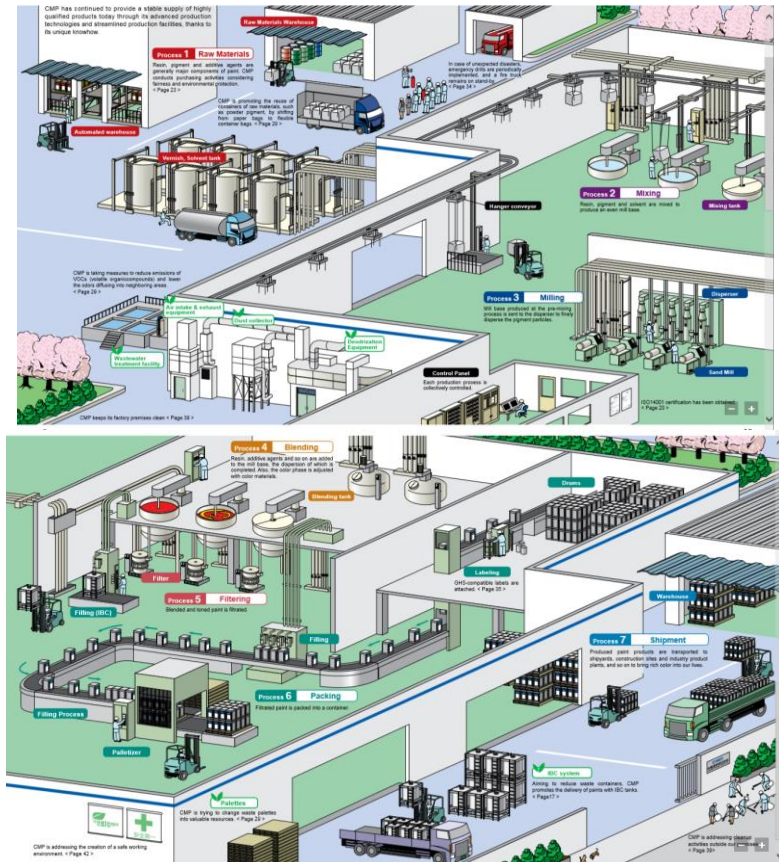 CMP has continued to provide a stable supply of highly
qualified products today through its advanced production
technologies and streamlined production facilities, thanks to
its unique knowhow.
Raw Materials Warehouse
Process 1 Raw Materials
Resin, pigment and additive agents are
generally major components of paint. CMP
conducts purchasing activities considering
fairness and environmental protection.
< Page 23 >
In case of unexpected disasters,
emergency drills are periodically
implemented, and a fire truck
remains on stand-by.
< Page 34 >
CMP is promoting the reuse of
containers of raw materials, such
as powder pigment, by shifting
from paper bags to flexible
container bags. < Page 29 >
Automated warehouse
Varnish, Solvent tank
Process 2 Mixing
Resin, pigment and solvent are mixed to
produce an even mill base.
Mixing tank
Hanger conveyor
CMP is taking measures to reduce emissions of
VOCs (volatile organiccompounds) and lower
the odors diffusing into neighboring areas.
< Page 29 >
Process 3 Milling
Mill base produced at the pre-mixing
process is sent to the disperser to finely
disperse the pigment particles.
Disperser
Air intake & exhaust
equipment
Dust collector
Deodrization
Equipment
Wastewater
treatment facility
Control Panel
Each production process is
collectively controlled.
Sand Mill
ISO14001 certification has been obtained.
CMP keeps its factory premises clean < Page 39 >
Process 4 Blending
Resin, additive agents and so on are added
to the mill base, the dispersion of which is
completed. Also, the color phase is adjusted
with color materials.
Blending tank
Drums
Filter
Labeling
GHS-compatible labels are
attached. < Page 35 >
Process 5 Filtering
Blended and toned paint is filtrated.
Filling (IBC)
Filling
Warehouse
Process 7 Shipment
Produced paint products are transported to
shipyards, construction sites and industry product
plants, and so on to bring rich color into our lives.
Process 6 Packing
Filtrated paint is packed into a container.
Filling Process
Palletizer
IBC system
Aiming to reduce waste containers. CMP
promotes the delivery of paints with IBC tanks.
< Page17 >
Palettes
CMP is trying to change waste palettes
into valuable resources. < Page 29 >
CMP is addressing the creation of a safe working
environment. < Page 42 >
CMP is addressing cleanup
activities outside our
< Page 39>